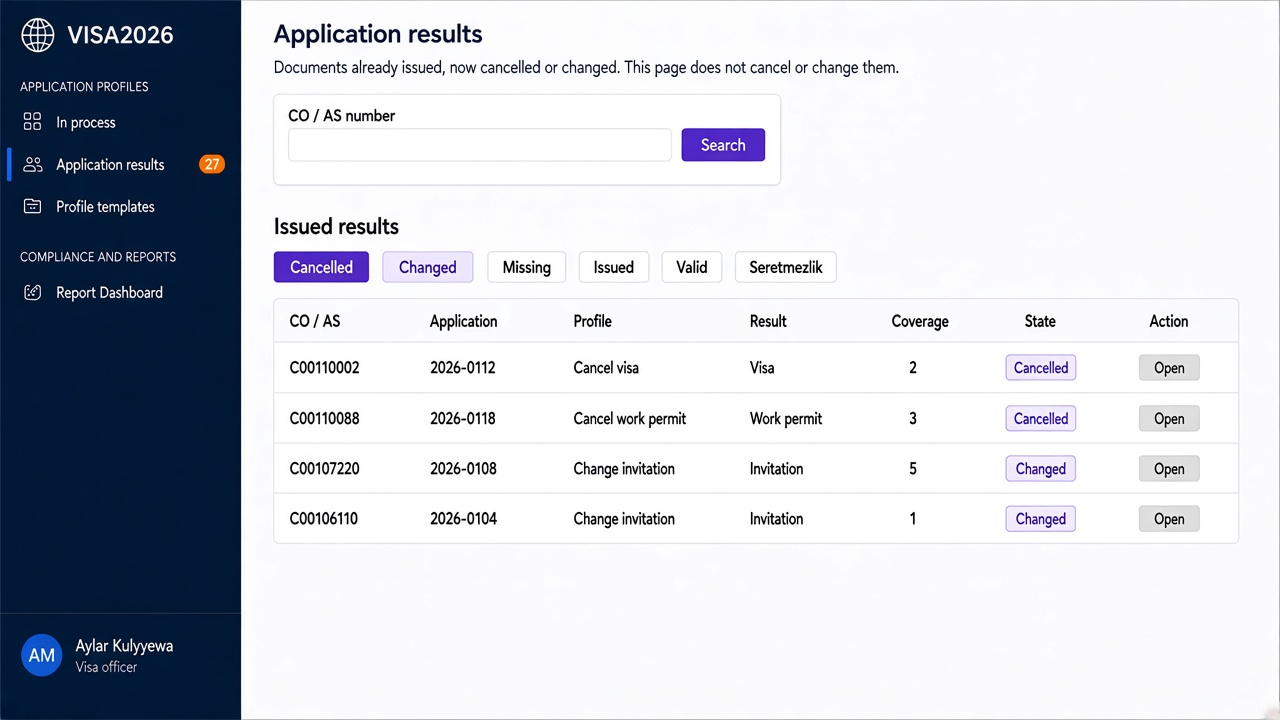 VISA2026
APPLICATION PROFILES
In process
Application results 27
Profile templates
COMPLIANCE AND REPORTS
Report Dashboard
AM
Aylar Kulyyewa
Visa officer
Application results
Documents already issued, now cancelled or changed. This page does not cancel or change them.
CO / AS number
Search
Issued results
Cancelled Changed Missing Issued Valid Seretmezlik
CO / AS Application Profile Result Coverage State Action
C00110002 2026-0112 Cancel visa Visa 2 Cancelled Open
C00110088 2026-0118 Cancel work permit Work permit 3 Cancelled Open
C00107220 2026-0108 Change invitation Invitation 5 Changed Open
C00106110 2026-0104 Change invitation Invitation 1 Changed Open